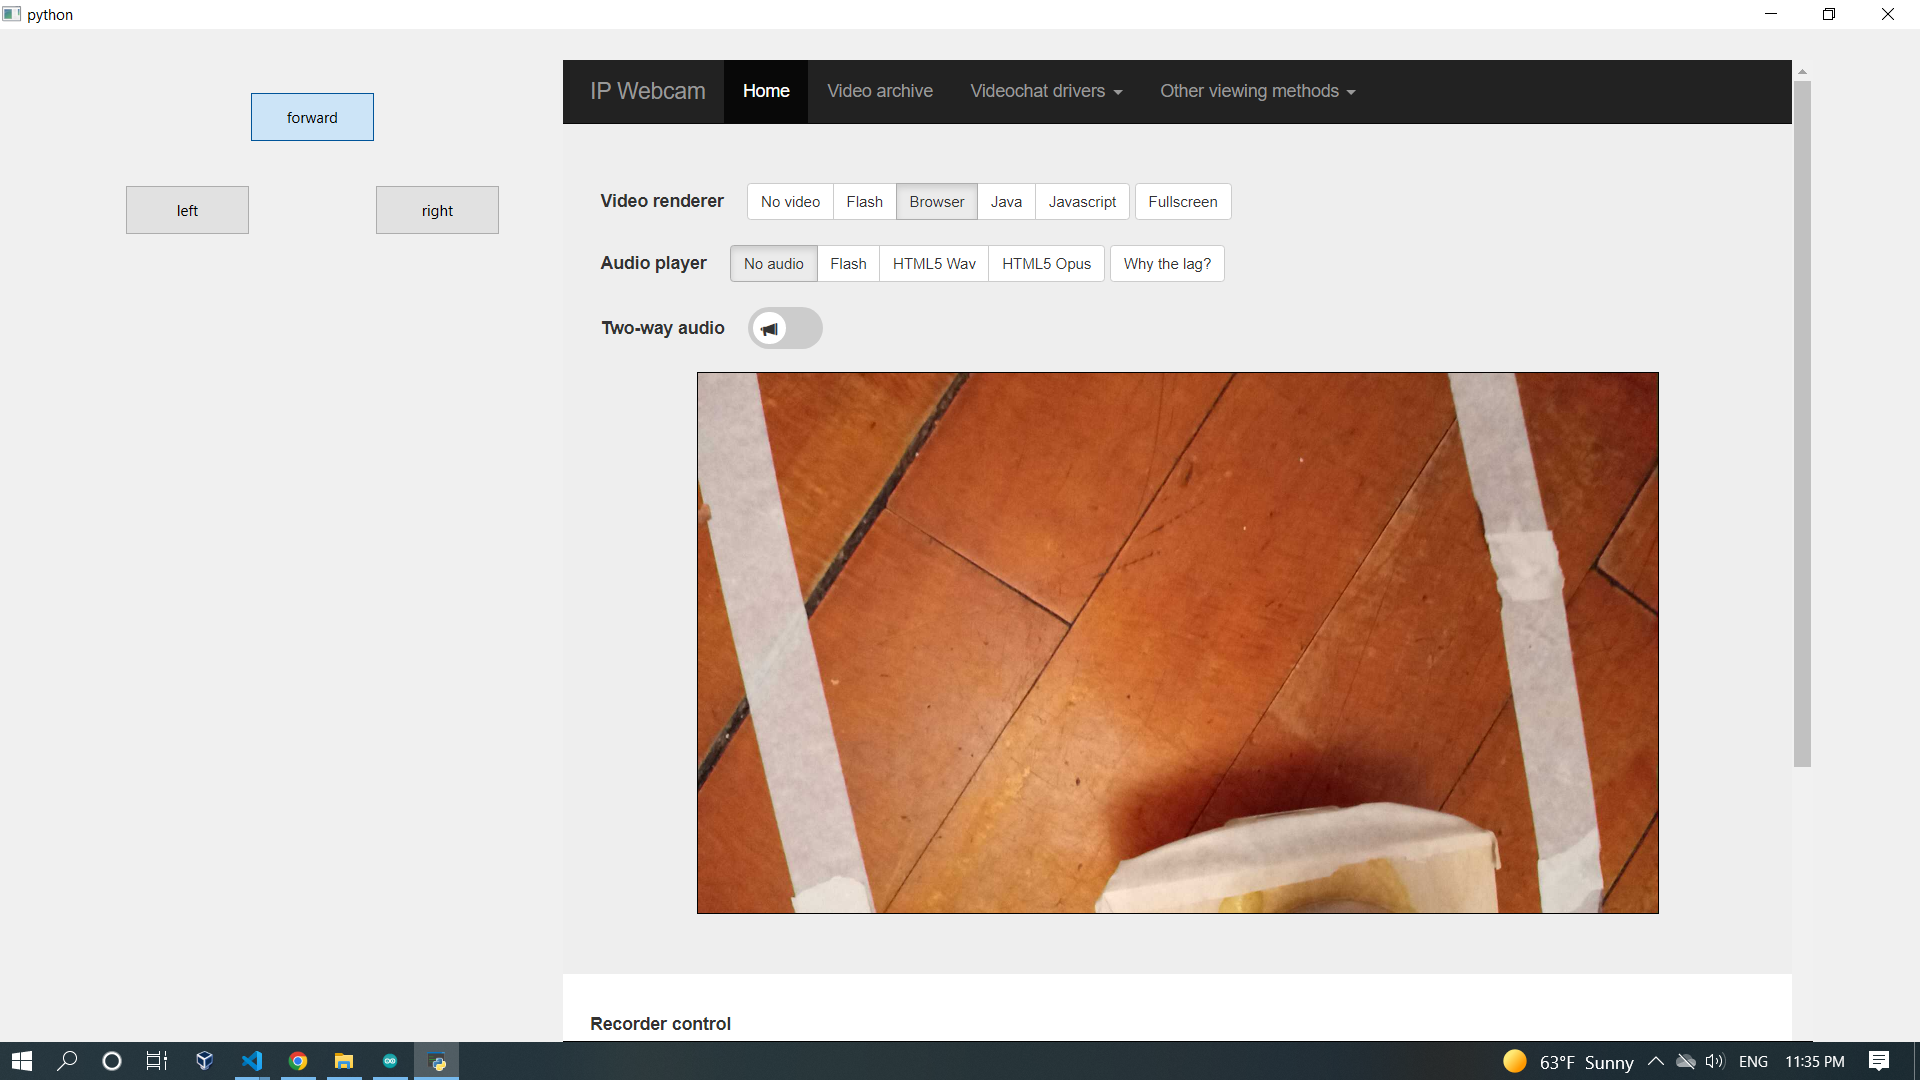 python
forward
left
right
IP Webcam Home Video archive Videochat drivers Other viewing methods
Video renderer No video Flash Browser Java Javascript Fullscreen
Audio player No audio Flash HTML5 Wav HTML5 Opus Why the lag?
Two-way audio
Recorder control
63°F Sunny ENG 11:35 PM